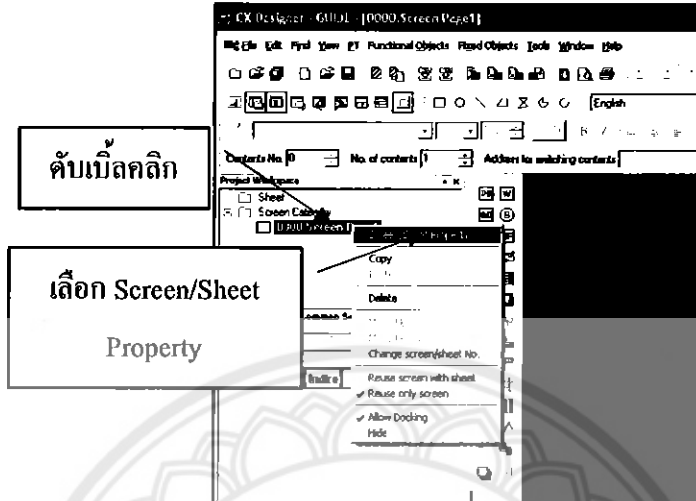 CX Designer - GUIDE - [0000:Screen Page1]
File Edit Find View PT Functional Objects Fixed Objects Tools Window Help
English
B /
Contents No. 0 No. of contents 1 Address for switching contents
ดับเบิ้ลคลิก
Project Workspace
Sheet
Screen Category
0000:Screen
เลือก Screen/Sheet
Property
Copy
Delete
Change screen/sheet No.
Reuse screen with sheet
Reuse only screen
Allow Docking
Hide